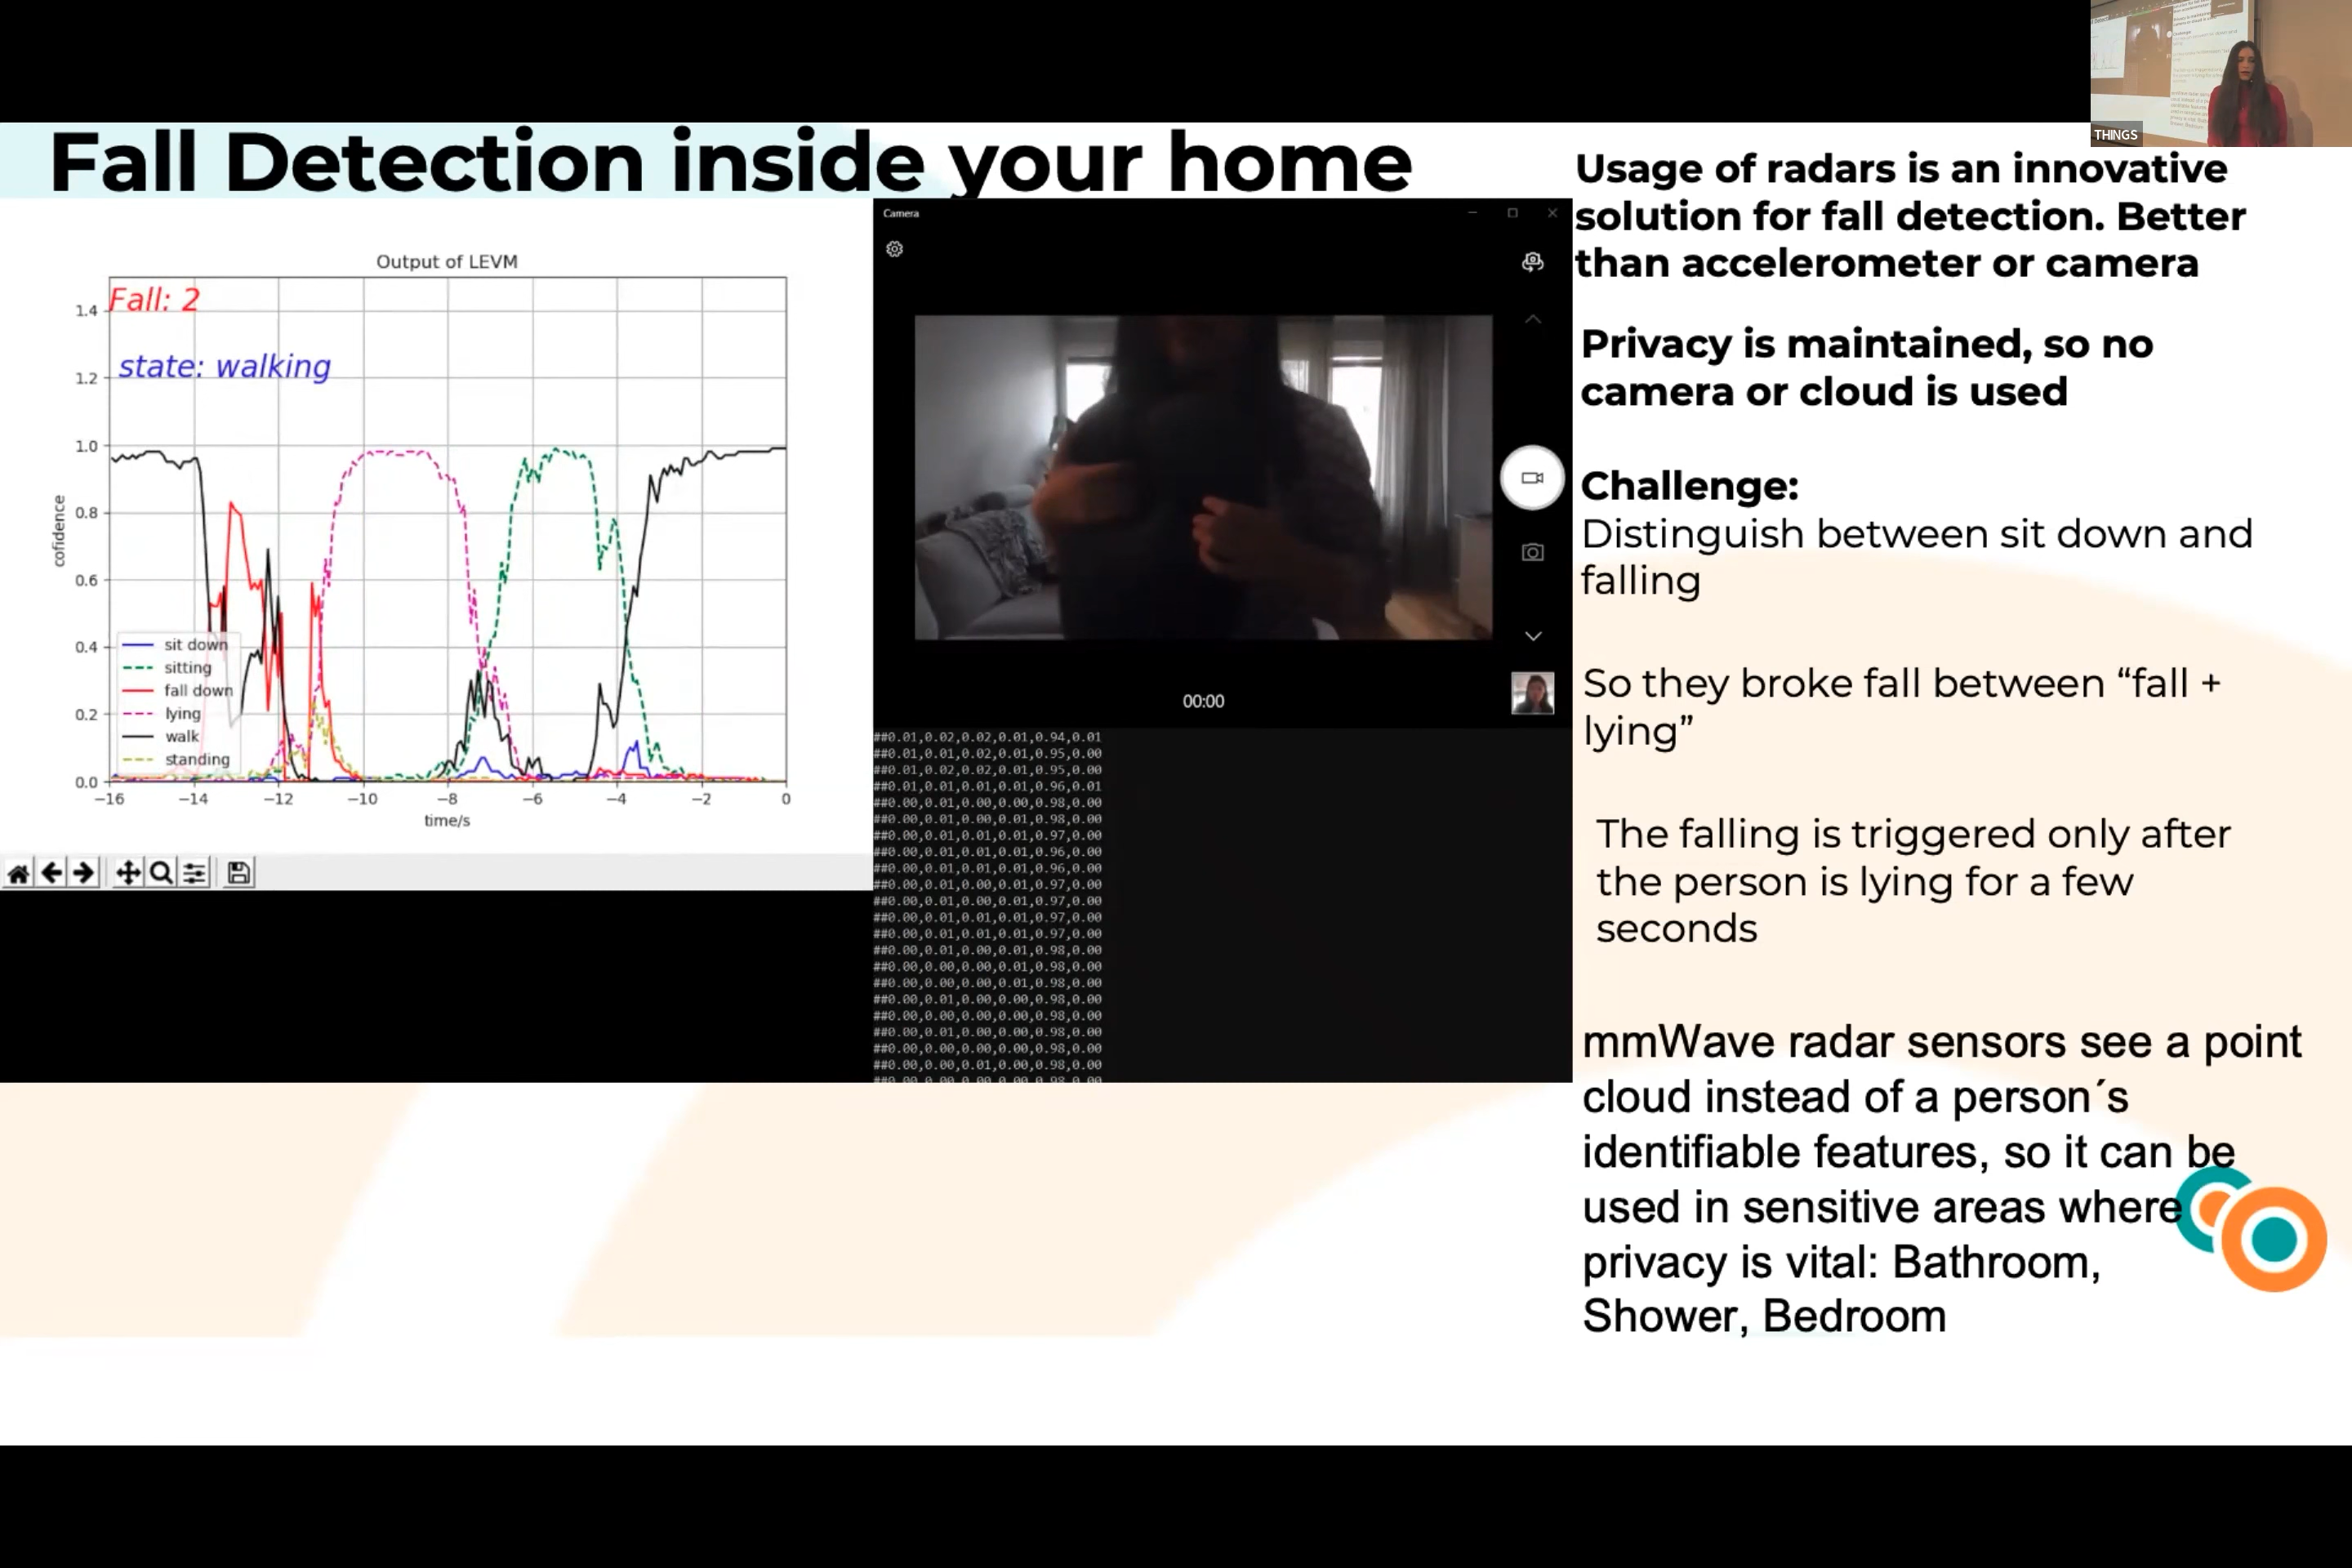 THINGS
Fall Detection inside your home
Output of LEVM
Fall: 2
state: walking
1.4
1.2
1.0
0.8
0.6
0.4
0.2
0.0
cofidence
sit down
sitting
fall down
lying
walk
standing
−16 −14 −12 −10 −8 −6 −4 −2 0
time/s
Camera
00:00
##0.01,0.02,0.02,0.01,0.94,0.01
##0.01,0.01,0.02,0.01,0.95,0.00
##0.01,0.02,0.02,0.01,0.95,0.00
##0.01,0.01,0.01,0.01,0.96,0.01
##0.00,0.01,0.00,0.00,0.98,0.00
##0.00,0.01,0.00,0.01,0.98,0.00
##0.00,0.01,0.01,0.01,0.97,0.00
##0.00,0.01,0.01,0.01,0.96,0.00
##0.00,0.01,0.01,0.01,0.96,0.00
##0.00,0.01,0.00,0.01,0.97,0.00
##0.00,0.01,0.00,0.01,0.97,0.00
##0.00,0.01,0.01,0.01,0.97,0.00
##0.00,0.01,0.01,0.01,0.97,0.00
##0.00,0.01,0.00,0.01,0.98,0.00
##0.00,0.00,0.00,0.01,0.98,0.00
##0.00,0.00,0.00,0.01,0.98,0.00
##0.00,0.01,0.00,0.00,0.98,0.00
##0.00,0.00,0.00,0.00,0.98,0.00
##0.00,0.01,0.00,0.00,0.98,0.00
##0.00,0.00,0.00,0.00,0.98,0.00
##0.00,0.00,0.01,0.00,0.98,0.00
##0.00,0.00,0.00,0.00,0.98,0.00
Usage of radars is an innovative
solution for fall detection. Better
than accelerometer or camera
Privacy is maintained, so no
camera or cloud is used
Challenge:
Distinguish between sit down and
falling
So they broke fall between “fall +
lying”
The falling is triggered only after
the person is lying for a few
seconds
mmWave radar sensors see a point
cloud instead of a person´s
identifiable features, so it can be
used in sensitive areas where
privacy is vital: Bathroom,
Shower, Bedroom